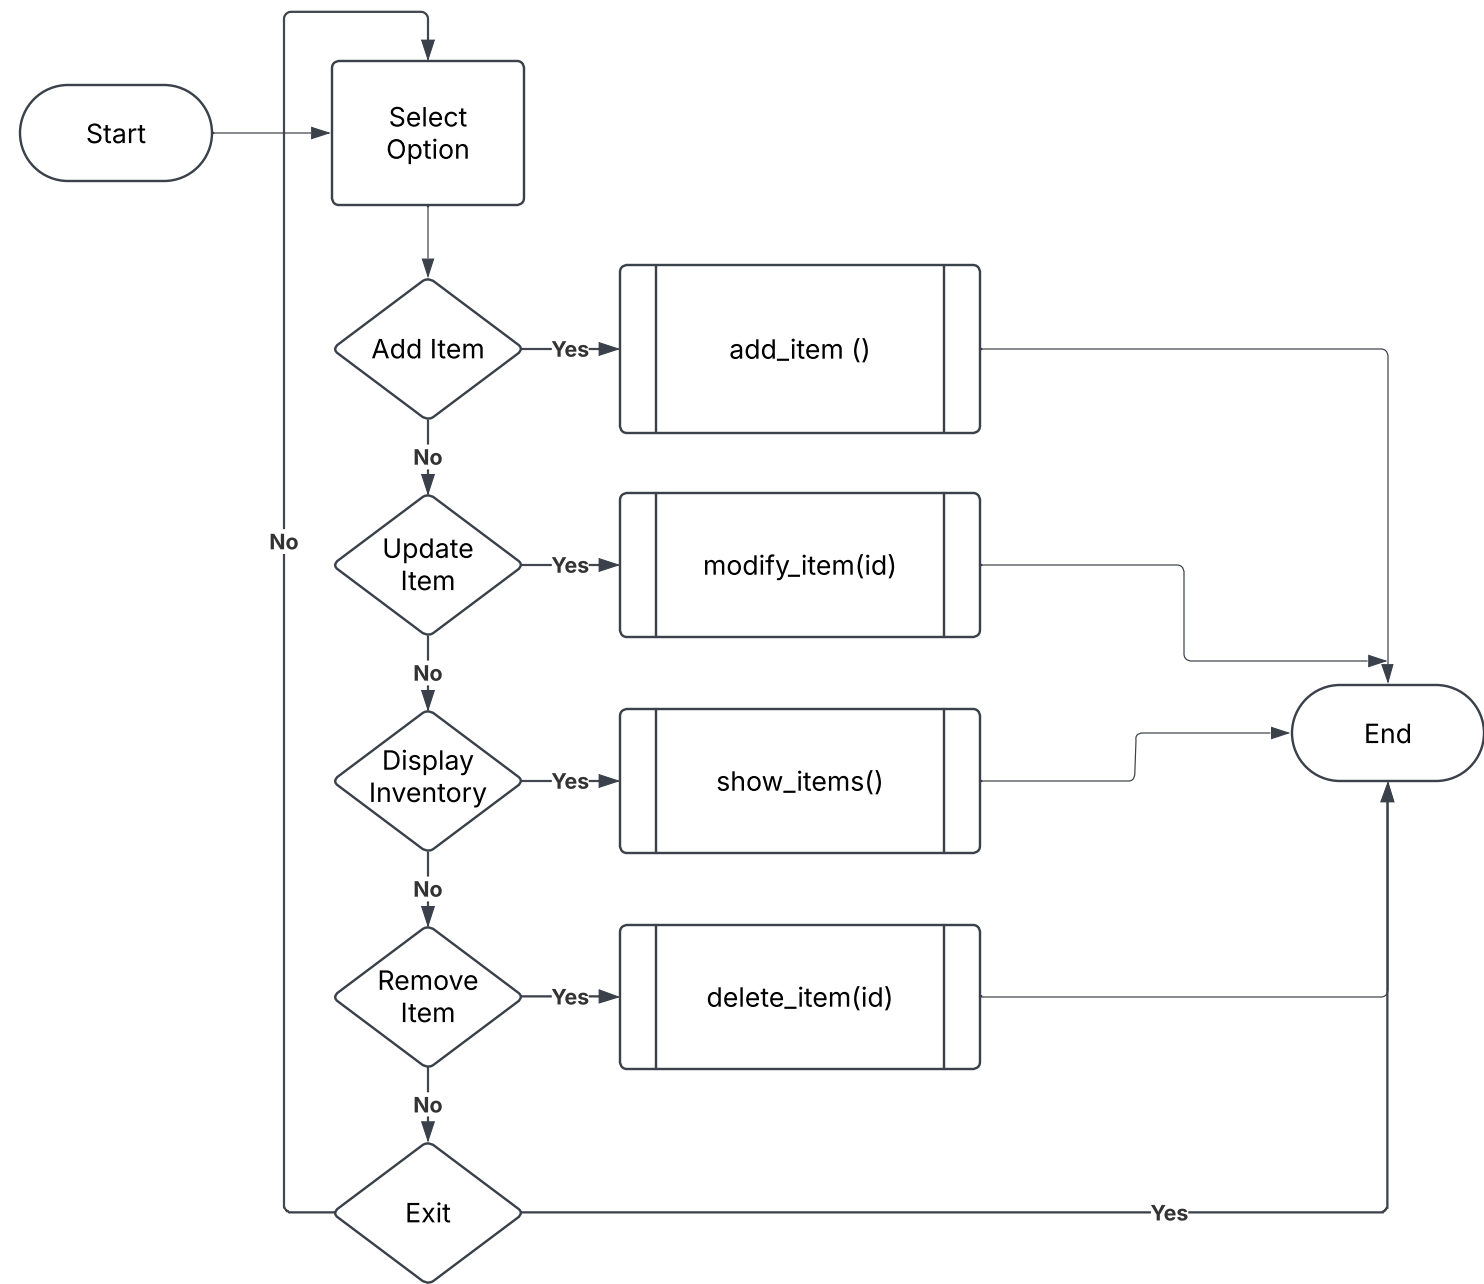 Start
Select
Option
Add Item
Yes
add_item ()
No
Update
Item
Yes
modify_item(id)
No
No
Display
Inventory
Yes
show_items()
End
No
Remove
Item
Yes
delete_item(id)
No
Exit
Yes